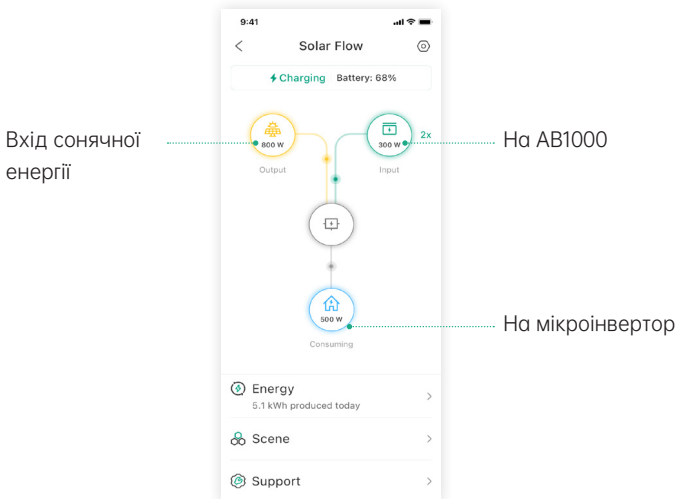 9:41
Solar Flow
Charging Battery: 68%
Вхід сонячної
енергії
800 W
300 W
2x
На AB1000
Output
Input
500 W
На мікроінвертор
Consuming
Energy
5.1 kWh produced today
Scene
Support